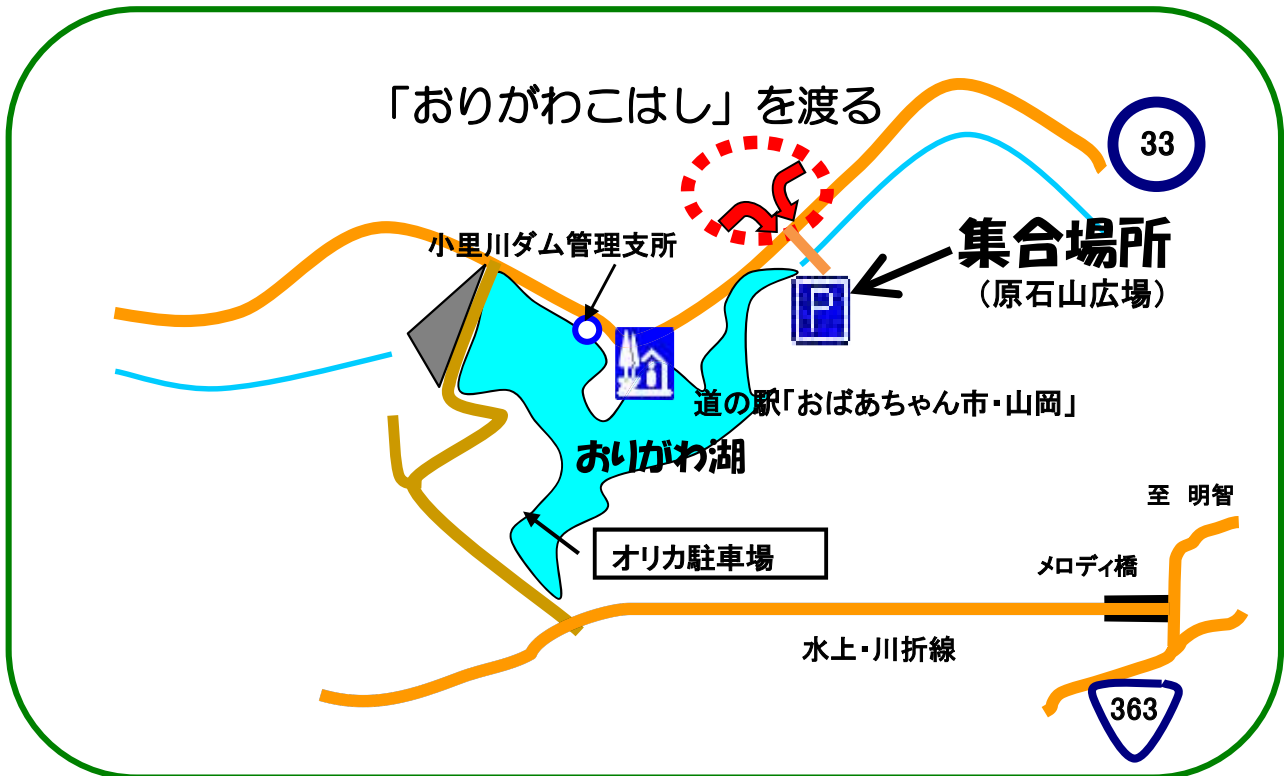 「おりがわこはし」を渡る
33
小里川ダム管理支所
集合場所
（原石山広場）
P
道の駅「おばあちゃん市・山岡」
おりがわ湖
至　明智
オリカ駐車場
メロディ橋
水上・川折線
363